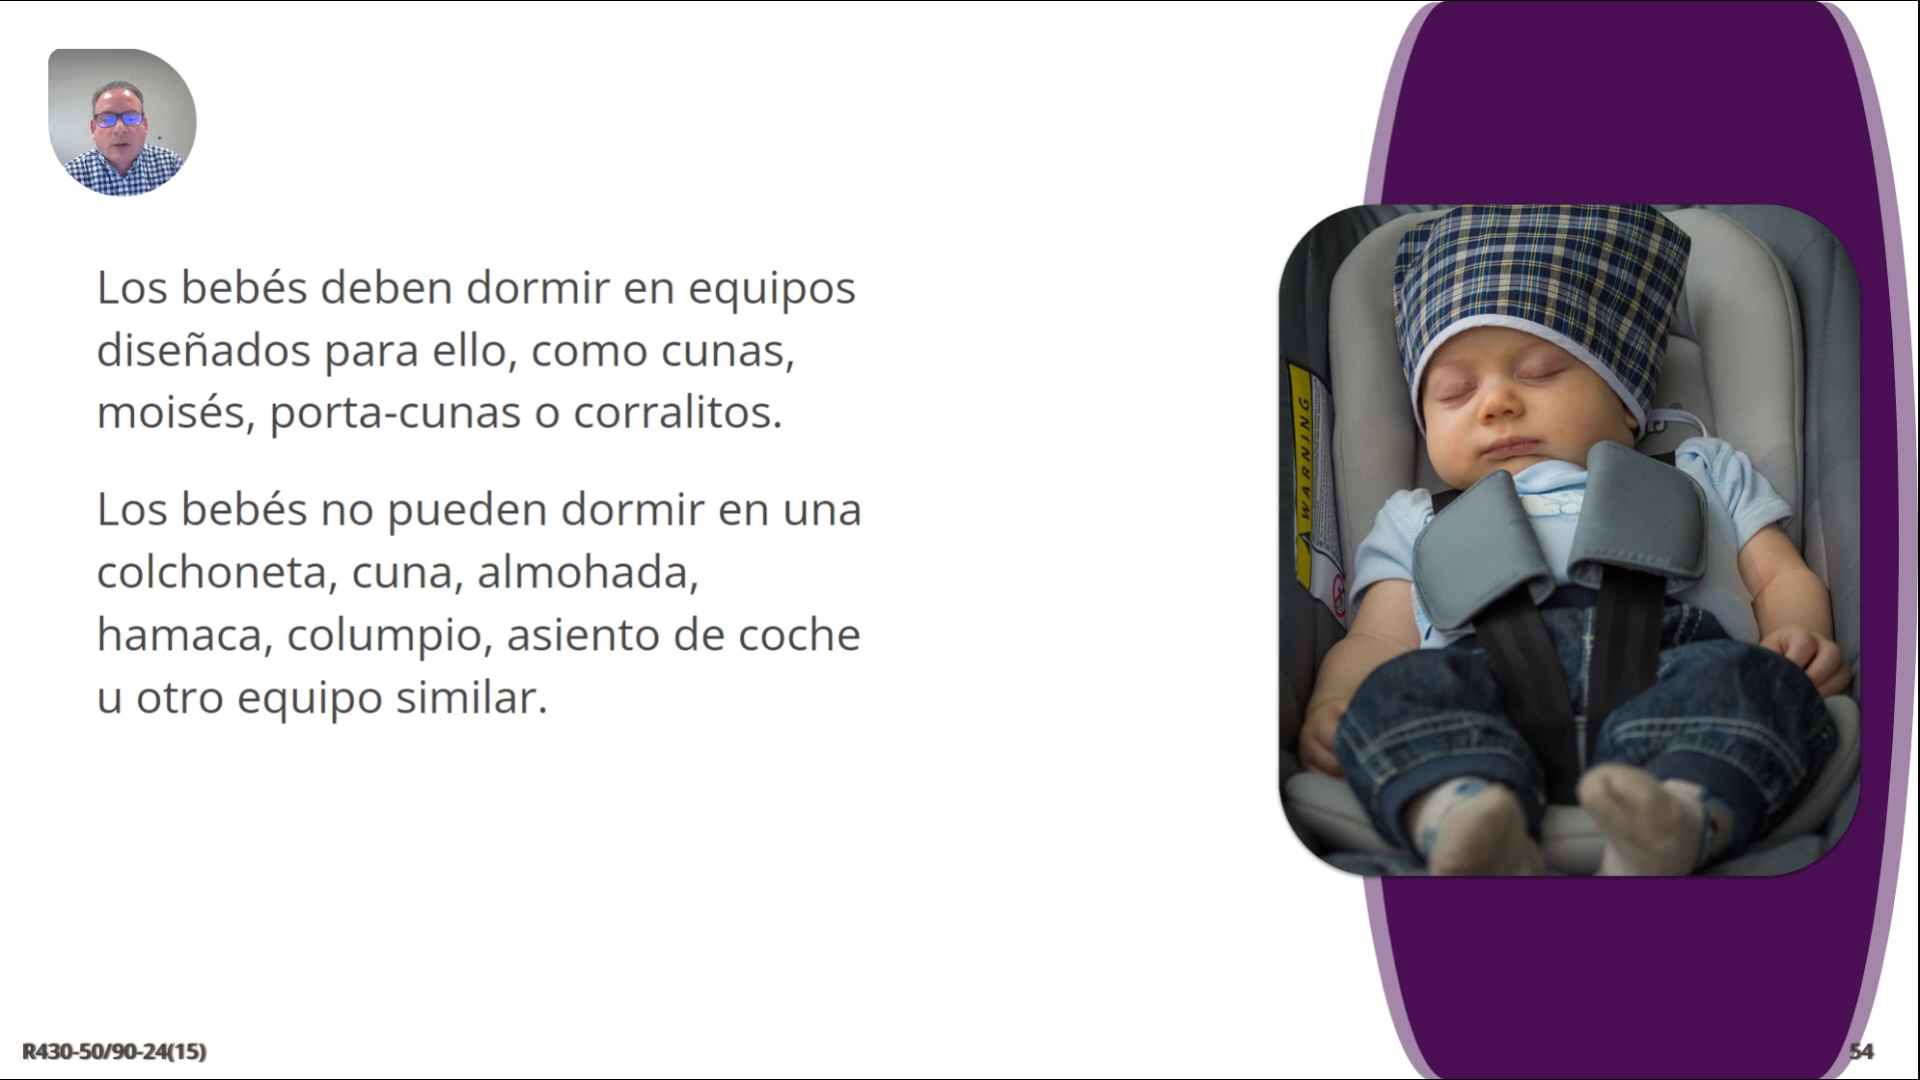 Los bebés deben dormir en equipos
diseñados para ello, como cunas,
moisés, porta-cunas o corralitos.
Los bebés no pueden dormir en una
colchoneta, cuna, almohada,
hamaca, columpio, asiento de coche
u otro equipo similar.
WARNING
R430-50/90-24(15)
54